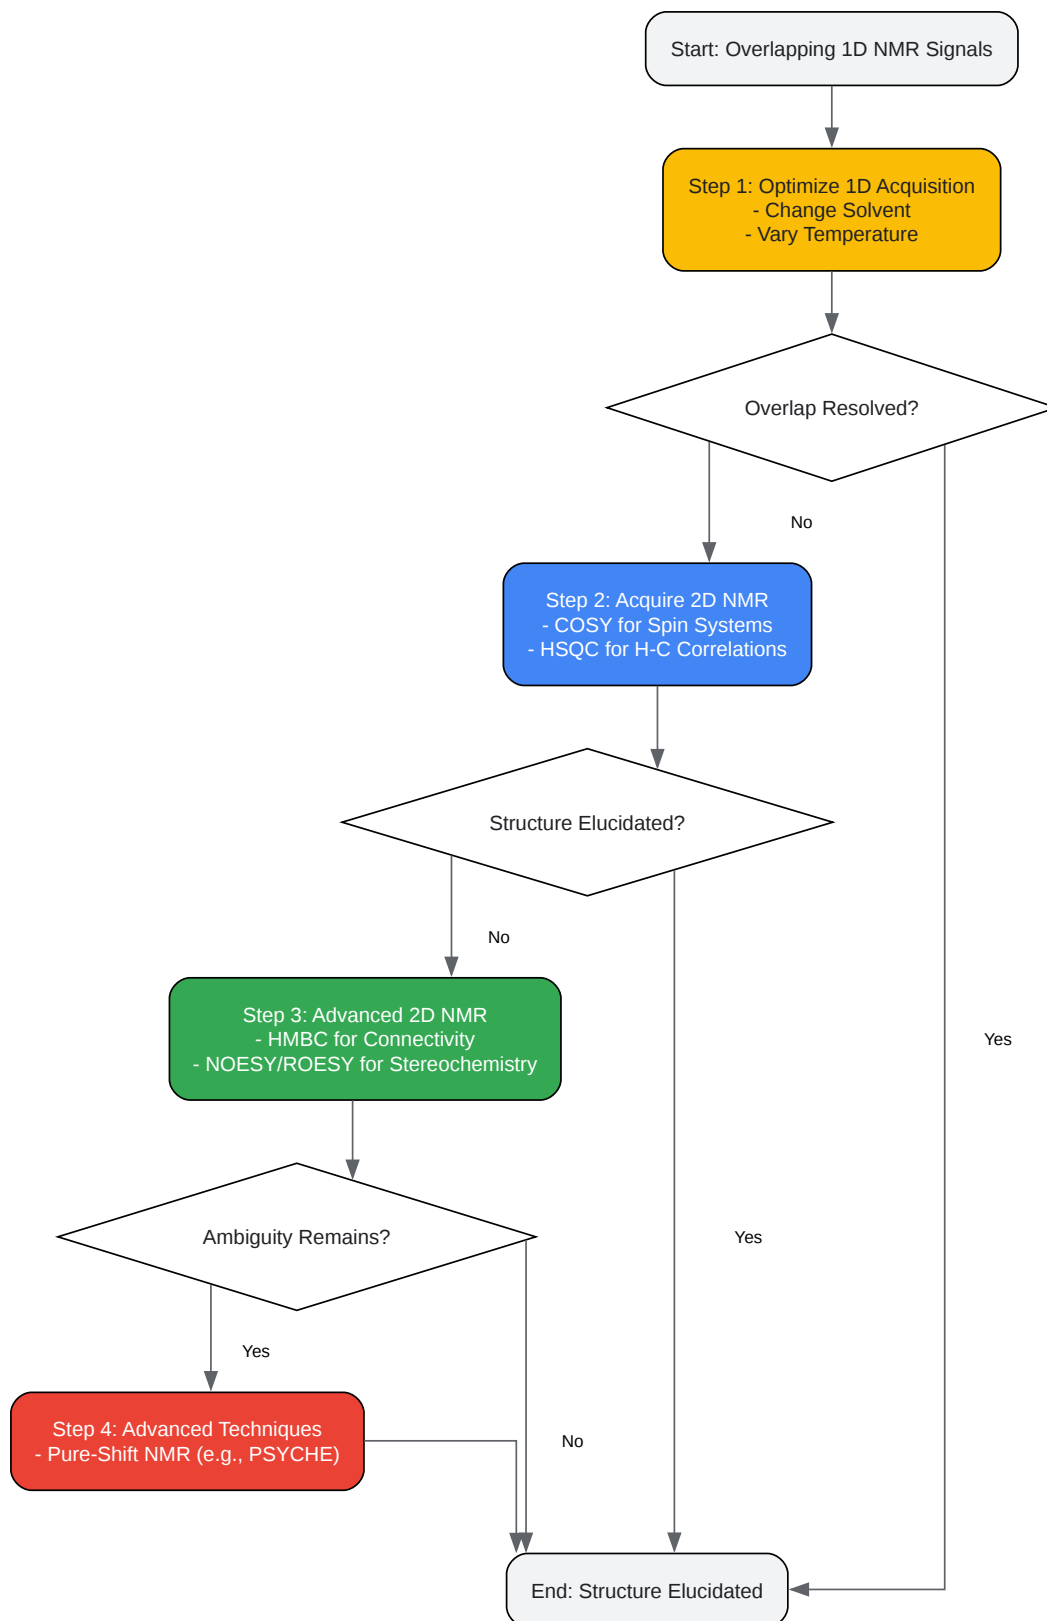 Start: Overlapping 1D NMR Signals
Step 1: Optimize 1D Acquisition
- Change Solvent
- Vary Temperature
Overlap Resolved?
No
Step 2: Acquire 2D NMR
- COSY for Spin Systems
- HSQC for H-C Correlations
Structure Elucidated?
No
Yes
Step 3: Advanced 2D NMR
- HMBC for Connectivity
- NOESY/ROESY for Stereochemistry
Ambiguity Remains?
Yes
Yes
Step 4: Advanced Techniques
- Pure-Shift NMR (e.g., PSYCHE)
No
End: Structure Elucidated